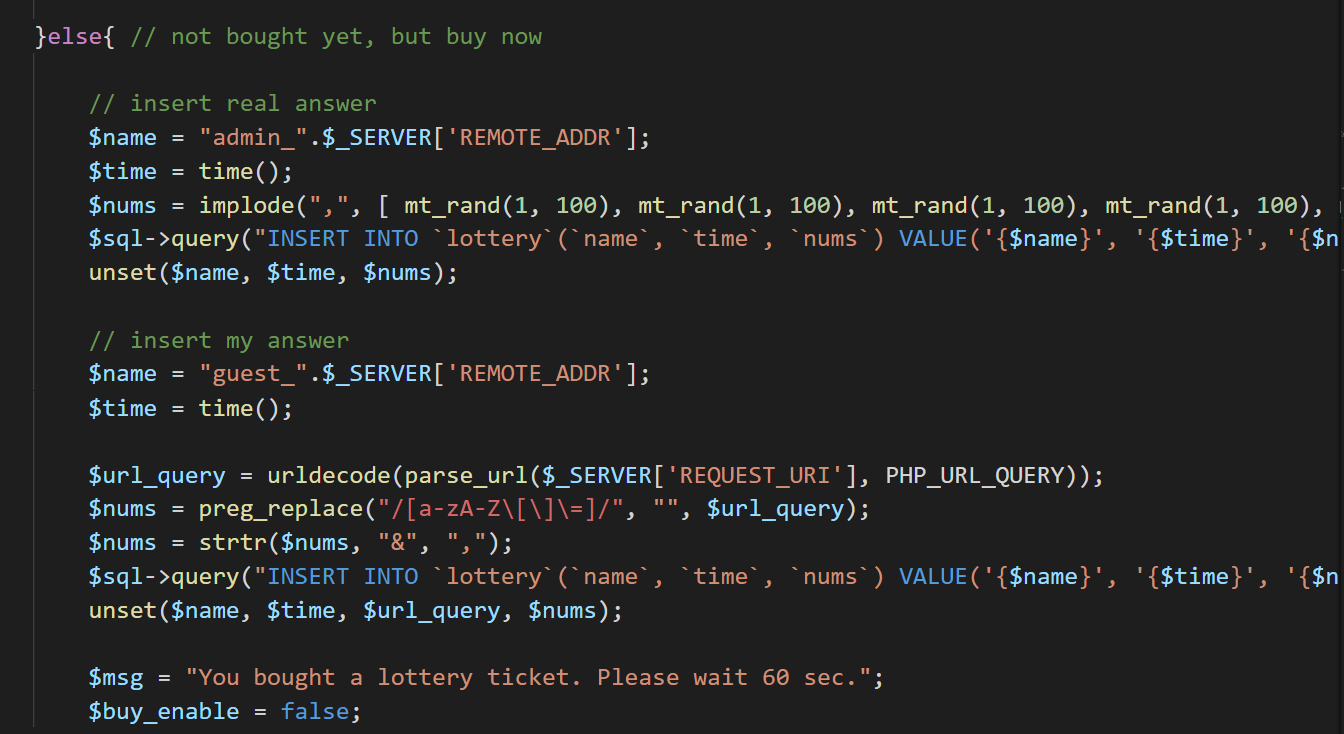 }else{ // not bought yet, but buy now
// insert real answer
$name = "admin_".$_SERVER['REMOTE_ADDR'];
$time = time();
$nums = implode(",", [ mt_rand(1, 100), mt_rand(1, 100), mt_rand(1, 100), mt_rand(1, 100),
$sql->query("INSERT INTO `lottery`(`name`, `time`, `nums`) VALUE('{$name}', '{$time}', '{$n
unset($name, $time, $nums);
// insert my answer
$name = "guest_".$_SERVER['REMOTE_ADDR'];
$time = time();
$url_query = urldecode(parse_url($_SERVER['REQUEST_URI'], PHP_URL_QUERY));
$nums = preg_replace("/[a-zA-Z\[\]\=]/", "", $url_query);
$nums = strtr($nums, "&", ",");
$sql->query("INSERT INTO `lottery`(`name`, `time`, `nums`) VALUE('{$name}', '{$time}', '{$n
unset($name, $time, $url_query, $nums);
$msg = "You bought a lottery ticket. Please wait 60 sec.";
$buy_enable = false;